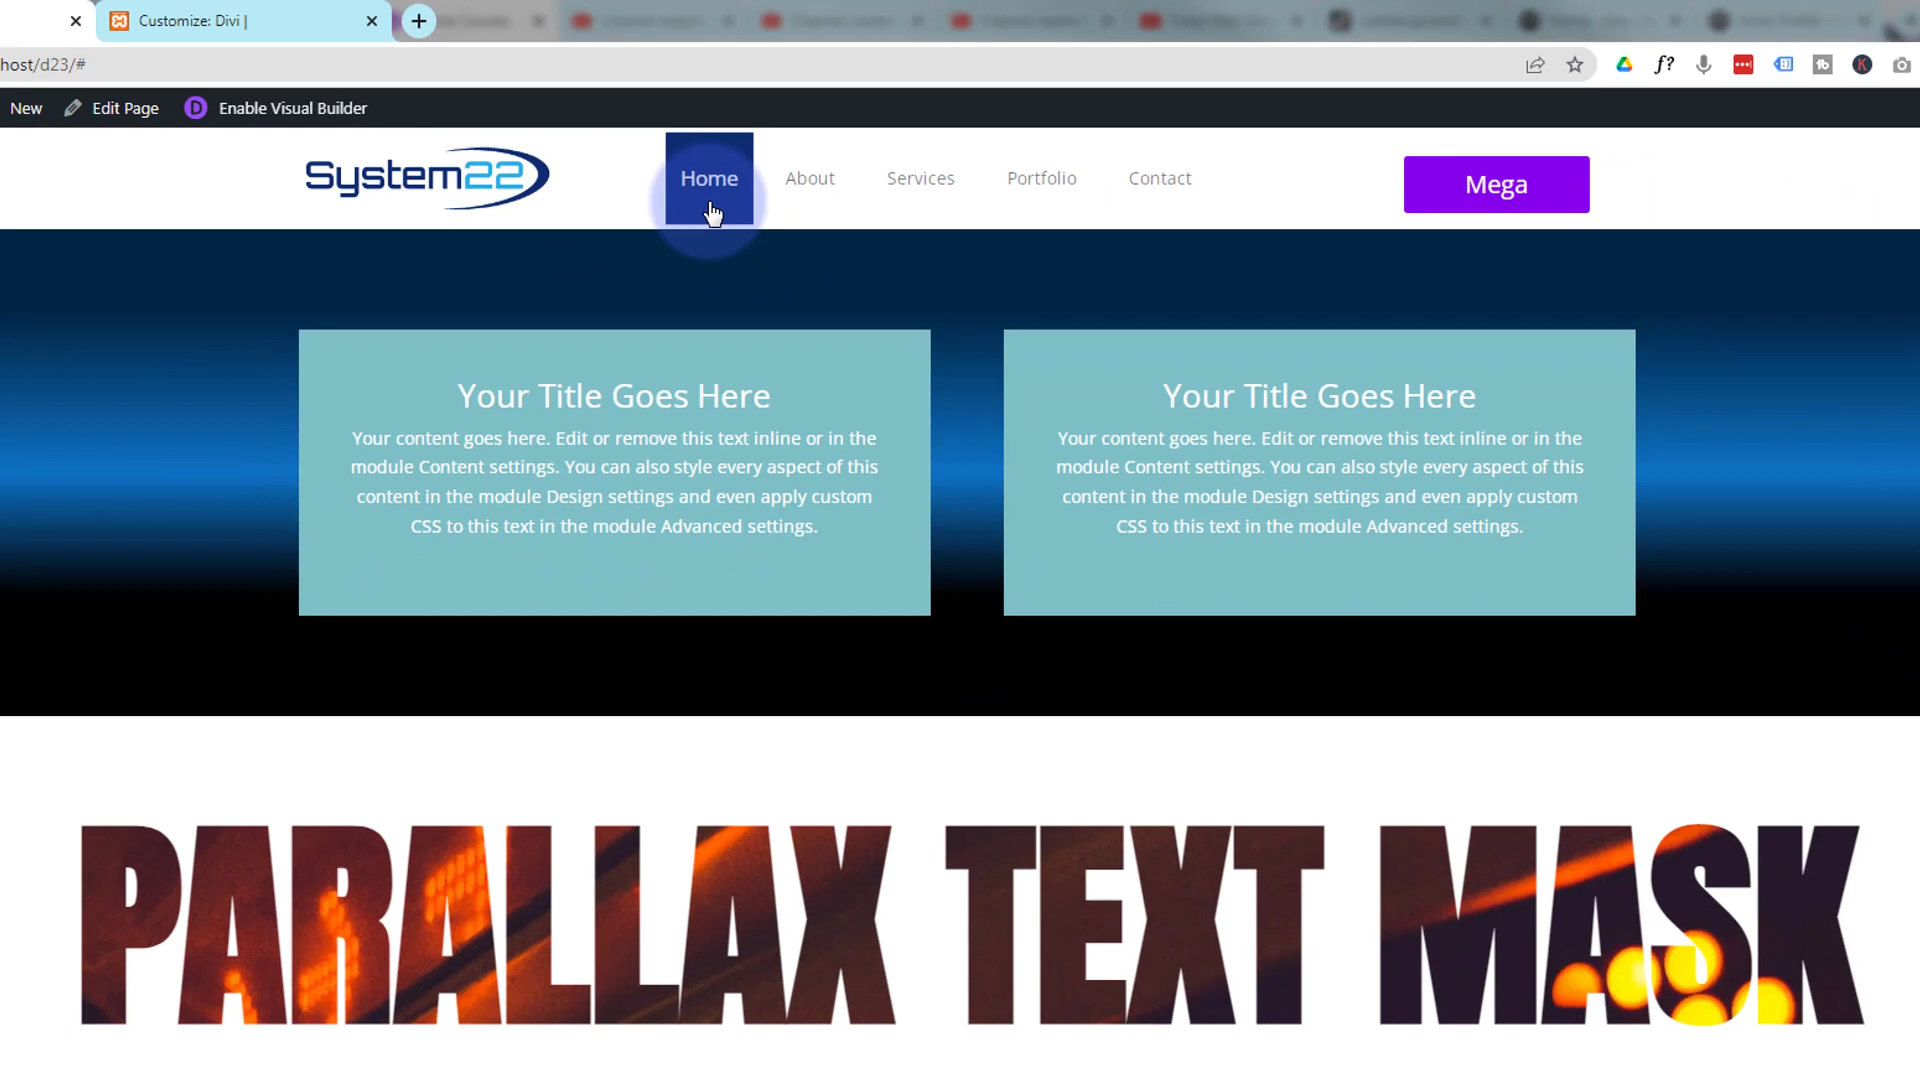 Customize: Divi |
host/d23/#
f?
New Edit Page D Enable Visual Builder
System22 Home About Services Portfolio Contact Mega
Your Title Goes Here
Your content goes here. Edit or remove this text inline or in the
module Content settings. You can also style every aspect of this
content in the module Design settings and even apply custom
CSS to this text in the module Advanced settings.
Your Title Goes Here
Your content goes here. Edit or remove this text inline or in the
module Content settings. You can also style every aspect of this
content in the module Design settings and even apply custom
CSS to this text in the module Advanced settings.
PARALLAX TEXT MASK